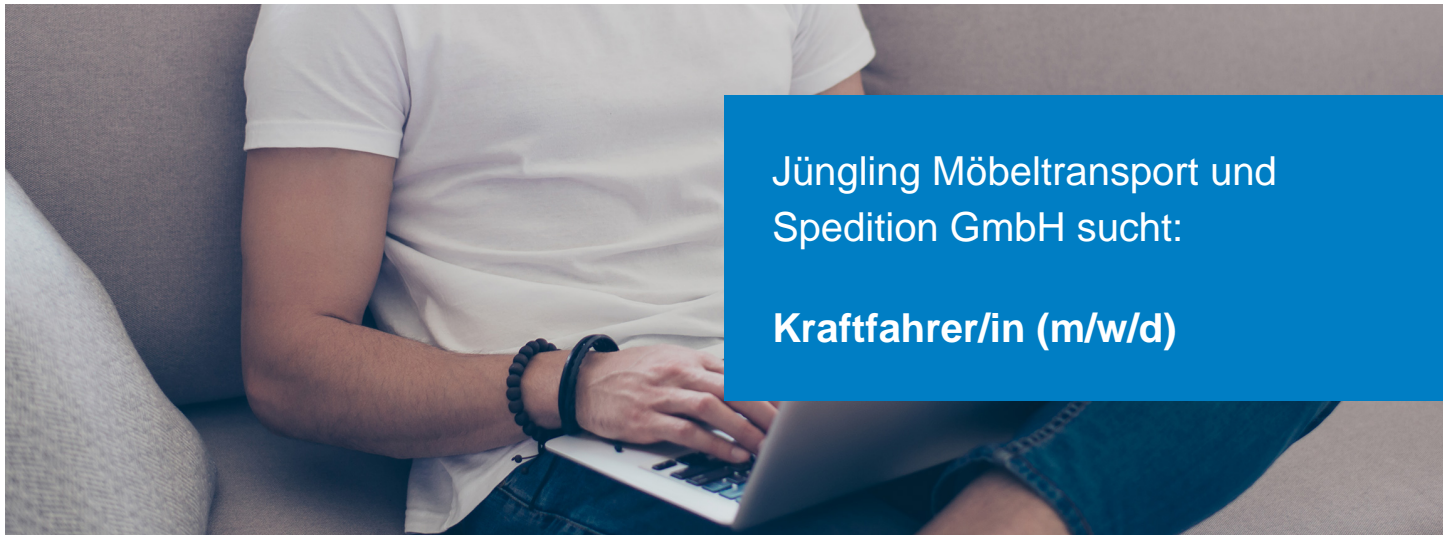 Jüngling Möbeltransport und
Spedition GmbH sucht:
Kraftfahrer/in (m/w/d)